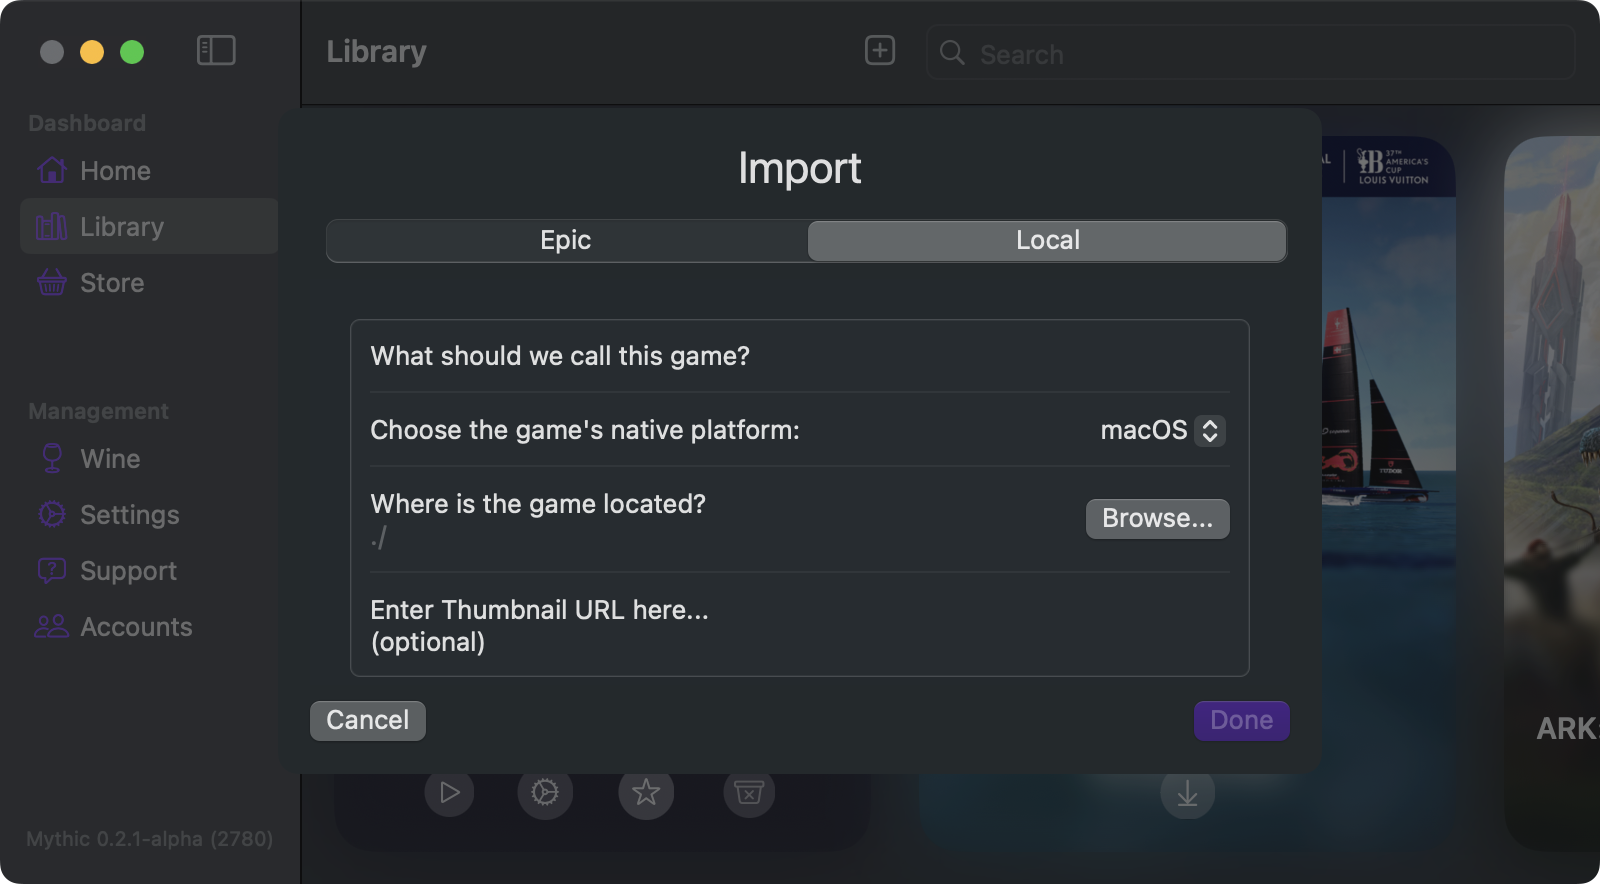 Library
Search
Dashboard
Home
Library
Store
Management
Wine
Settings
Support
Accounts
Mythic 0.2.1-alpha (2780)
Import
Epic
Local
What should we call this game?
Choose the game's native platform:
macOS
Where is the game located?
./
Browse...
Enter Thumbnail URL here...
(optional)
Cancel
Done
37TH
AMERICA'S
CUP
LOUIS VUITTON
ARK: